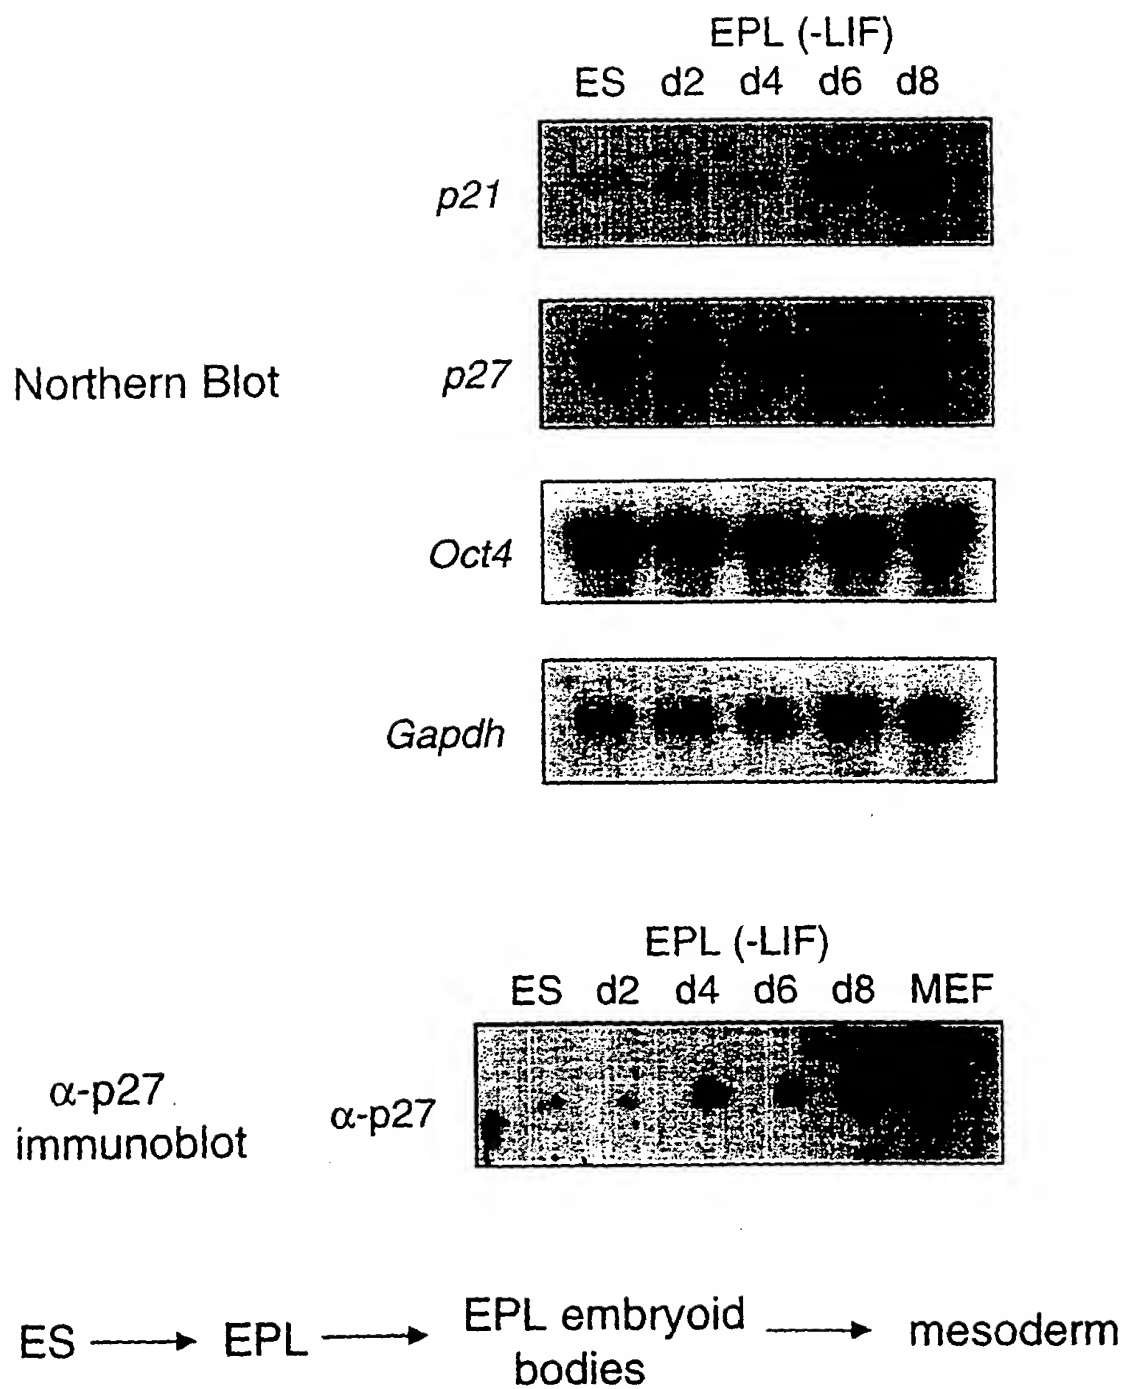 EPL (-LIF)
ES d2 d4 d6 d8
p21
Northern Blot
p27
Oct4
Gapdh
EPL (-LIF)
ES d2 d4 d6 d8 MEF
α-p27
immunoblot
α-p27
ES → EPL → EPL embryoid bodies → mesoderm